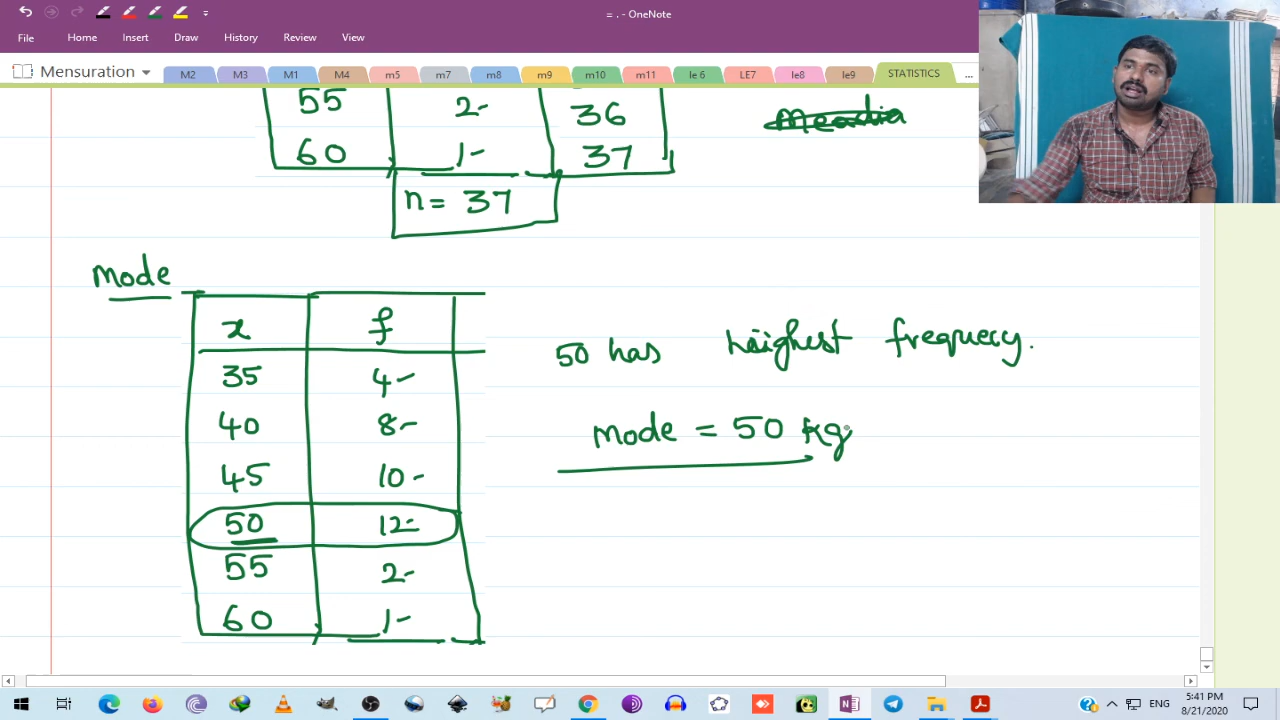 = . - OneNote
File Home Insert Draw History Review View
Mensuration M2 M3 M1 M4 m5 m7 m8 m9 m10 m11 le 6 LE7 le8 le9 STATISTICS ...
55 2 36
60 1 37
n = 37
Mode
x f
35 4
40 8
45 10
50 12
55 2
60 1
50 has highest frequency.
mode = 50 kg
5:41 PM
8/21/2020